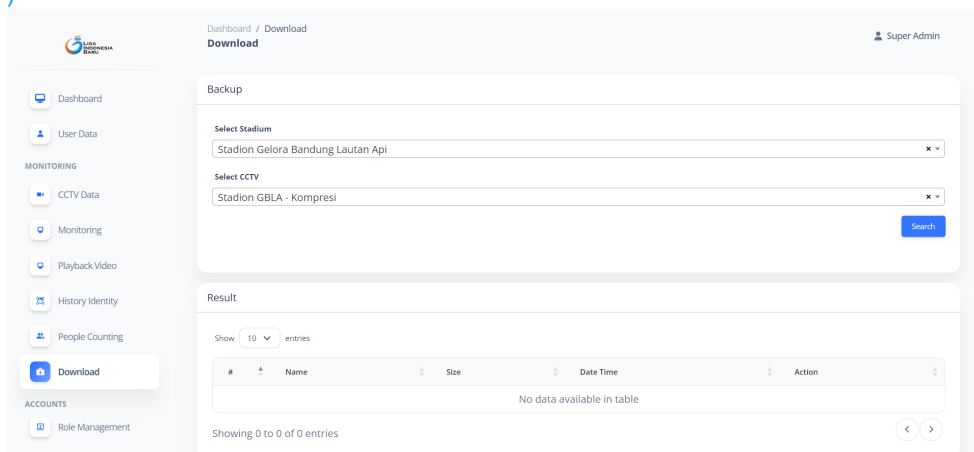 LIGA
INDONESIA
BARU
Dashboard / Download
Download
Super Admin
Dashboard
User Data
MONITORING
CCTV Data
Monitoring
Playback Video
History Identity
People Counting
Download
ACCOUNTS
Role Management
Backup
Select Stadium
Stadion Gelora Bandung Lautan Api
×
Select CCTV
Stadion GBLA - Kompresi
×
Search
Result
Show 10 entries
# Name Size Date Time Action
No data available in table
Showing 0 to 0 of 0 entries